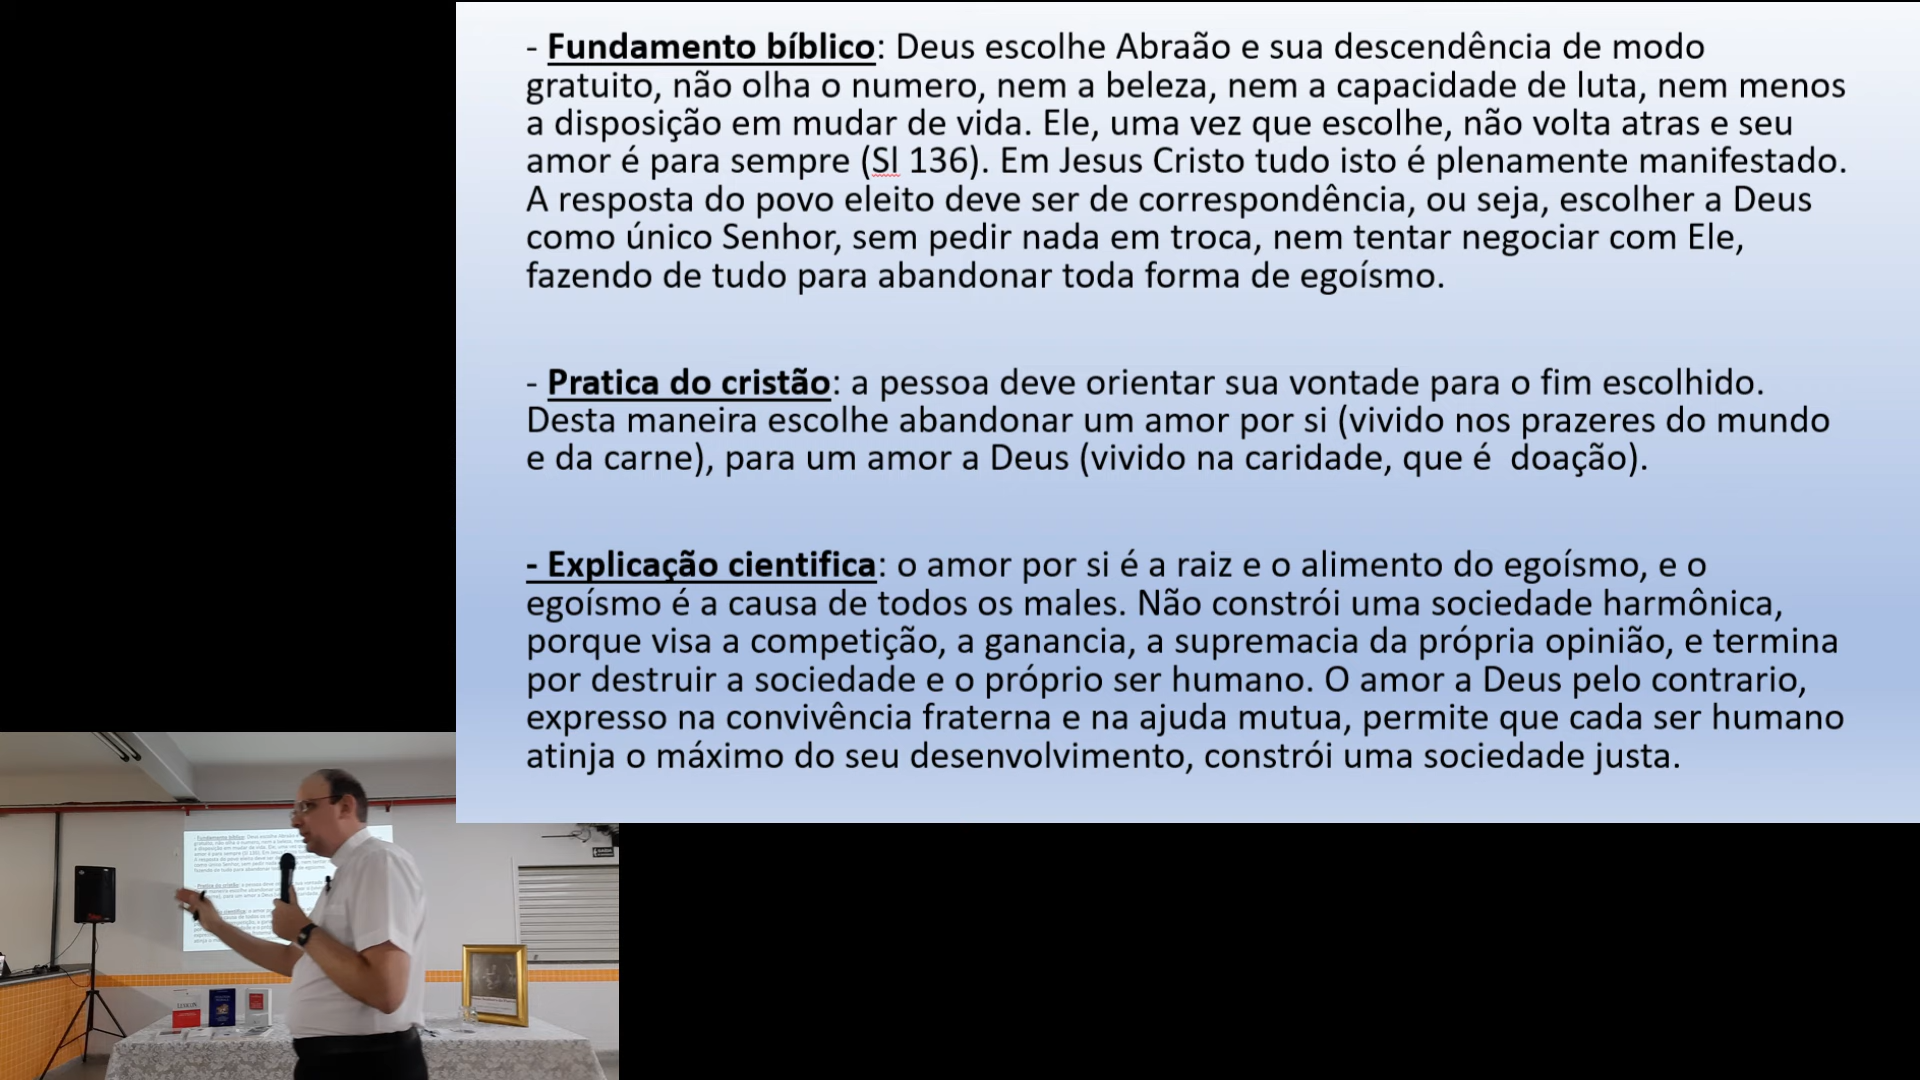 - Fundamento bíblico: Deus escolhe Abraão e sua descendência de modo
gratuito, não olha o numero, nem a beleza, nem a capacidade de luta, nem menos
a disposição em mudar de vida. Ele, uma vez que escolhe, não volta atras e seu
amor é para sempre (Sl 136). Em Jesus Cristo tudo isto é plenamente manifestado.
A resposta do povo eleito deve ser de correspondência, ou seja, escolher a Deus
como único Senhor, sem pedir nada em troca, nem tentar negociar com Ele,
fazendo de tudo para abandonar toda forma de egoísmo.
- Pratica do cristão: a pessoa deve orientar sua vontade para o fim escolhido.
Desta maneira escolhe abandonar um amor por si (vivido nos prazeres do mundo
e da carne), para um amor a Deus (vivido na caridade, que é  doação).
- Explicação cientifica: o amor por si é a raiz e o alimento do egoísmo, e o
egoísmo é a causa de todos os males. Não constrói uma sociedade harmônica,
porque visa a competição, a ganancia, a supremacia da própria opinião, e termina
por destruir a sociedade e o próprio ser humano. O amor a Deus pelo contrario,
expresso na convivência fraterna e na ajuda mutua, permite que cada ser humano
atinja o máximo do seu desenvolvimento, constrói uma sociedade justa.